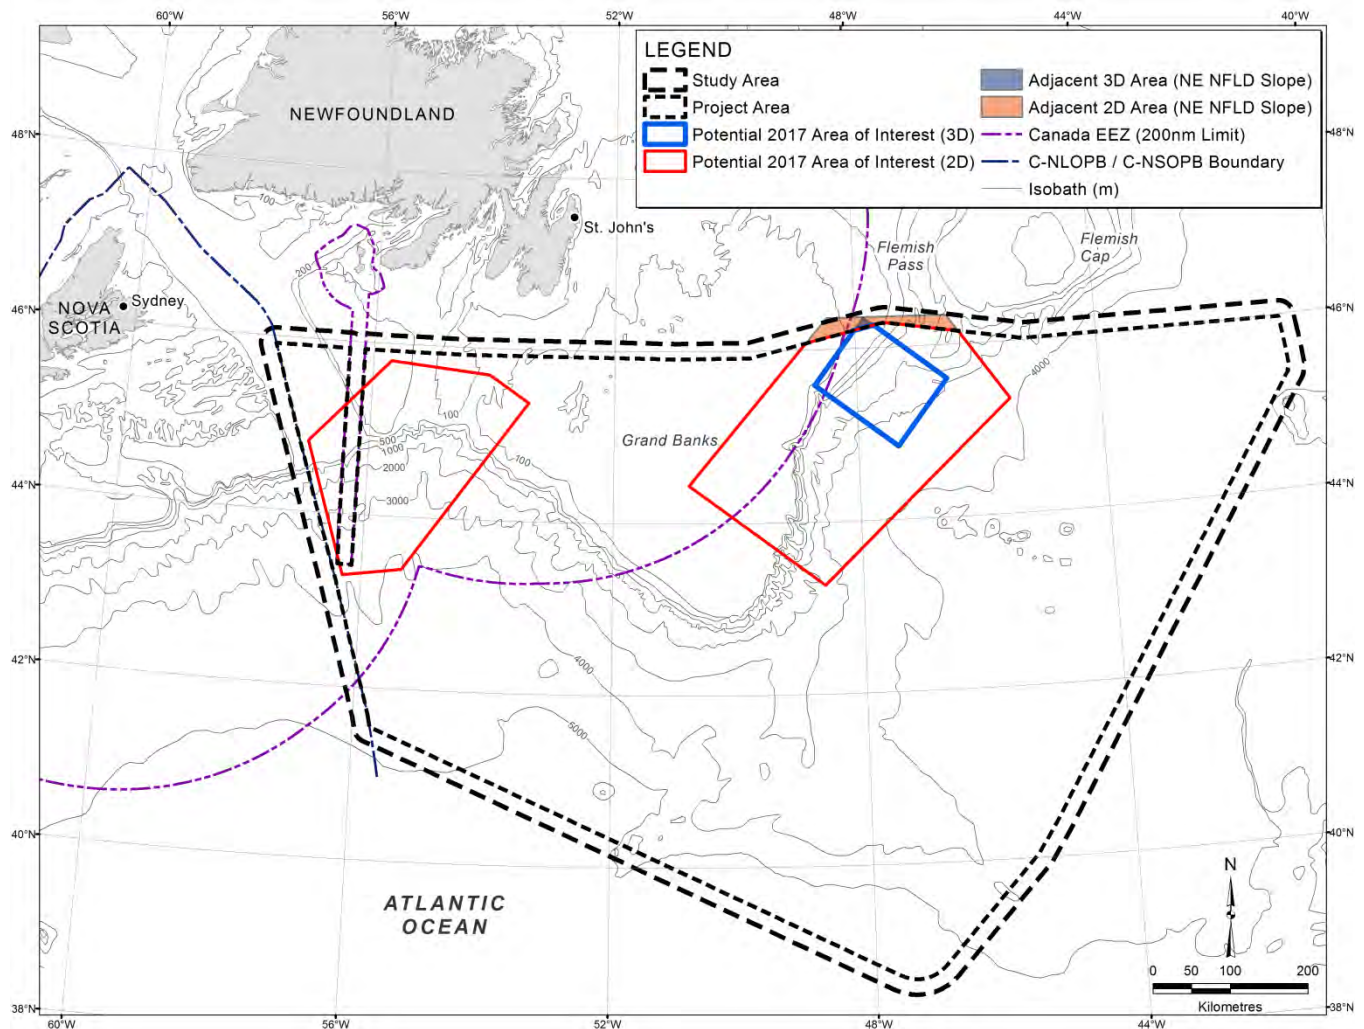 60°W
56°W
52°W
48°W
44°W
40°W
LEGEND
Study Area
Project Area
Potential 2017 Area of Interest (3D)
Potential 2017 Area of Interest (2D)
Adjacent 3D Area (NE NFLD Slope)
Adjacent 2D Area (NE NFLD Slope)
Canada EEZ (200nm Limit)
C-NLOPB / C-NSOPB Boundary
Isobath (m)
NEWFOUNDLAND
48°N
48°N
100
St. John's
Flemish
Pass
Flemish
Cap
200
NOVA
SCOTIA
Sydney
46°N
46°N
4000
100
500
1000
2000
3000
100
Grand Banks
44°N
44°N
42°N
42°N
4000
5000
40°N
40°N
ATLANTIC
OCEAN
N
0 50 100 200
Kilometres
38°N
38°N
60°W
56°W
52°W
48°W
44°W